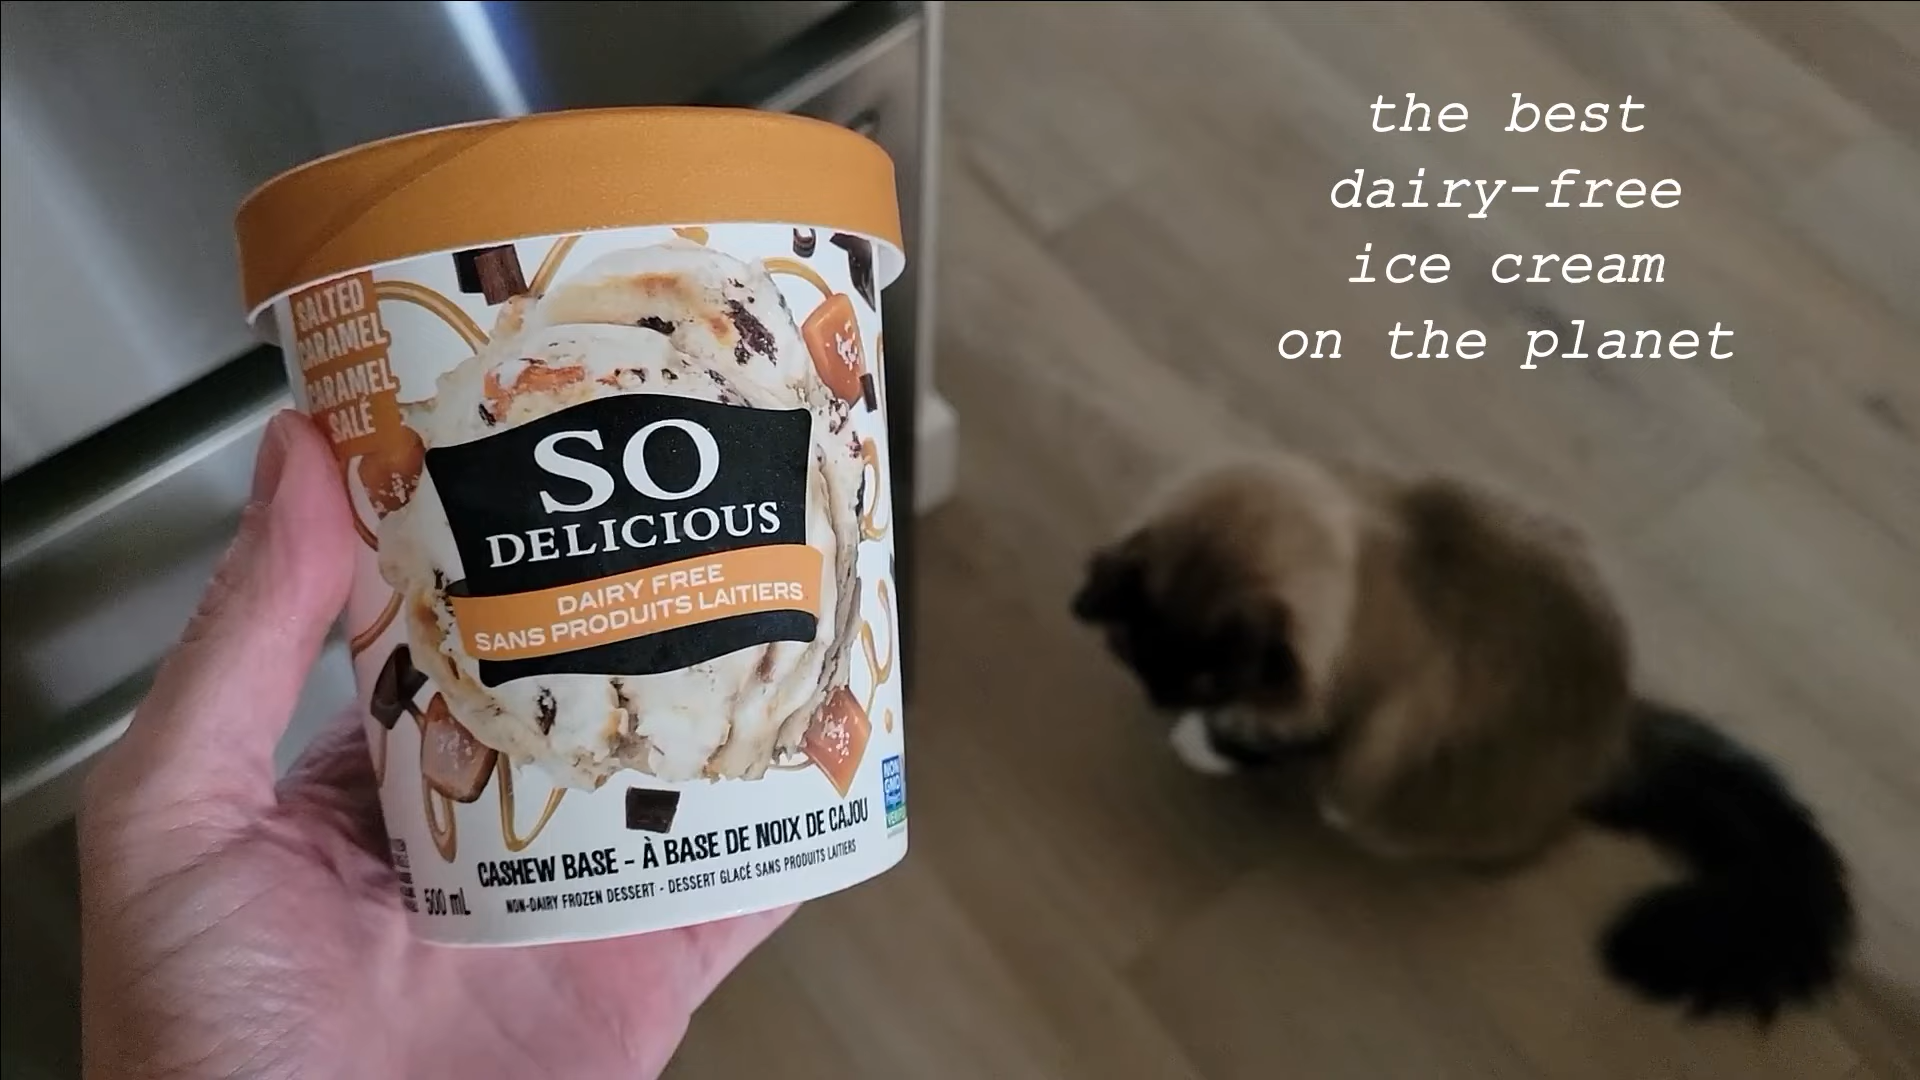 the best
dairy-free
ice cream
on the planet
SALTED
CARAMEL
CARAMEL
SALÉ
SO
DELICIOUS
DAIRY FREE
SANS PRODUITS LAITIERS
NON
GMO
CASHEW BASE - À BASE DE NOIX DE CAJOU
NON-DAIRY FROZEN DESSERT - DESSERT GLACÉ SANS PRODUITS LAITIERS
500 mL